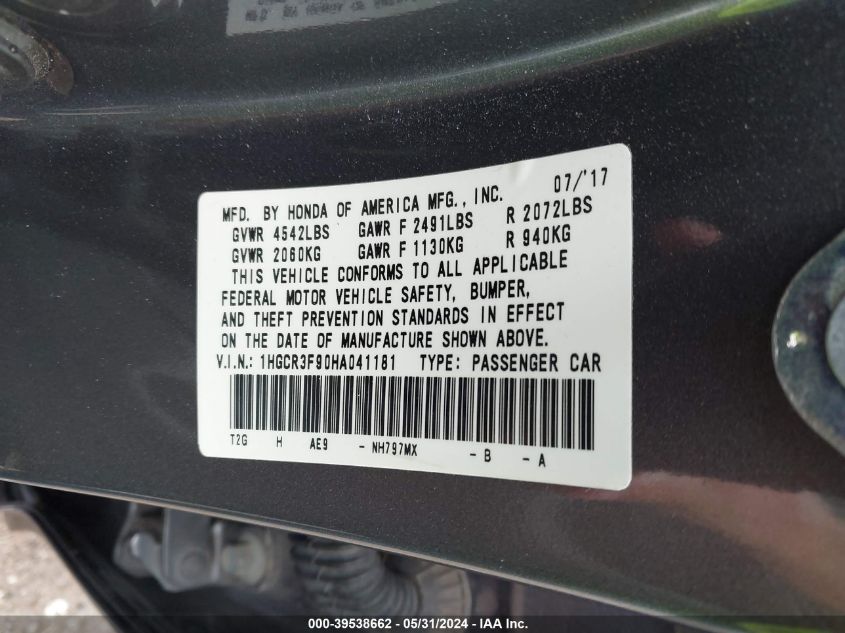 MFD. BY HONDA OF AMERICA MFG., INC. 07/'17
GVWR 4542LBS GAWR F 2491LBS R 2072LBS
GVWR 2060KG GAWR F 1130KG R 940KG
THIS VEHICLE CONFORMS TO ALL APPLICABLE
FEDERAL MOTOR VEHICLE SAFETY, BUMPER,
AND THEFT PREVENTION STANDARDS IN EFFECT
ON THE DATE OF MANUFACTURE SHOWN ABOVE.
V.I.N.: 1HGCR3F90HA041181 TYPE: PASSENGER CAR
T2G H AE9 - NH797MX - B - A
000-39538662 - 05/31/2024 - IAA Inc.